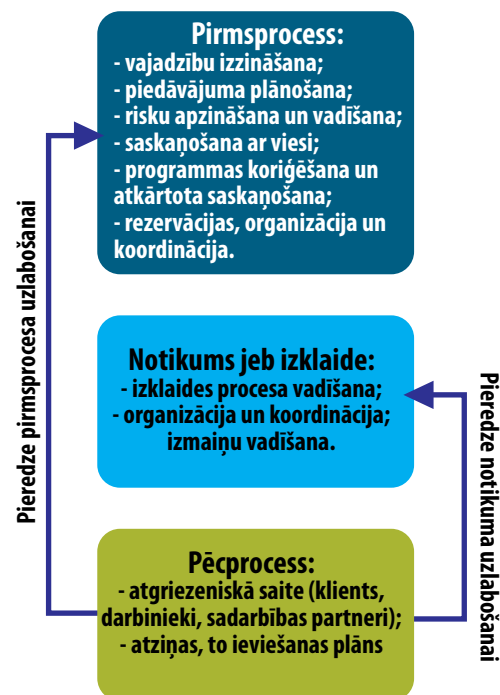 Pirmsprocess:
- vajadzību izzināšana;
- piedāvājuma plānošana;
- risku apzināšana un vadīšana;
- saskaņošana ar viesi;
- programmas koriģēšana un
atkārtota saskaņošana;
- rezervācijas, organizācija un
koordinācija.
Pieredze pirmsprocesa uzlabošanai
Notikums jeb izklaide:
- izklaides procesa vadīšana;
- organizācija un koordinācija;
izmaiņu vadīšana.
Pieredze notikuma uzlabošanai
Pēcprocess:
- atgriezeniskā saite (klients,
darbinieki, sadarbības partneri);
- atziņas, to ieviešanas plāns